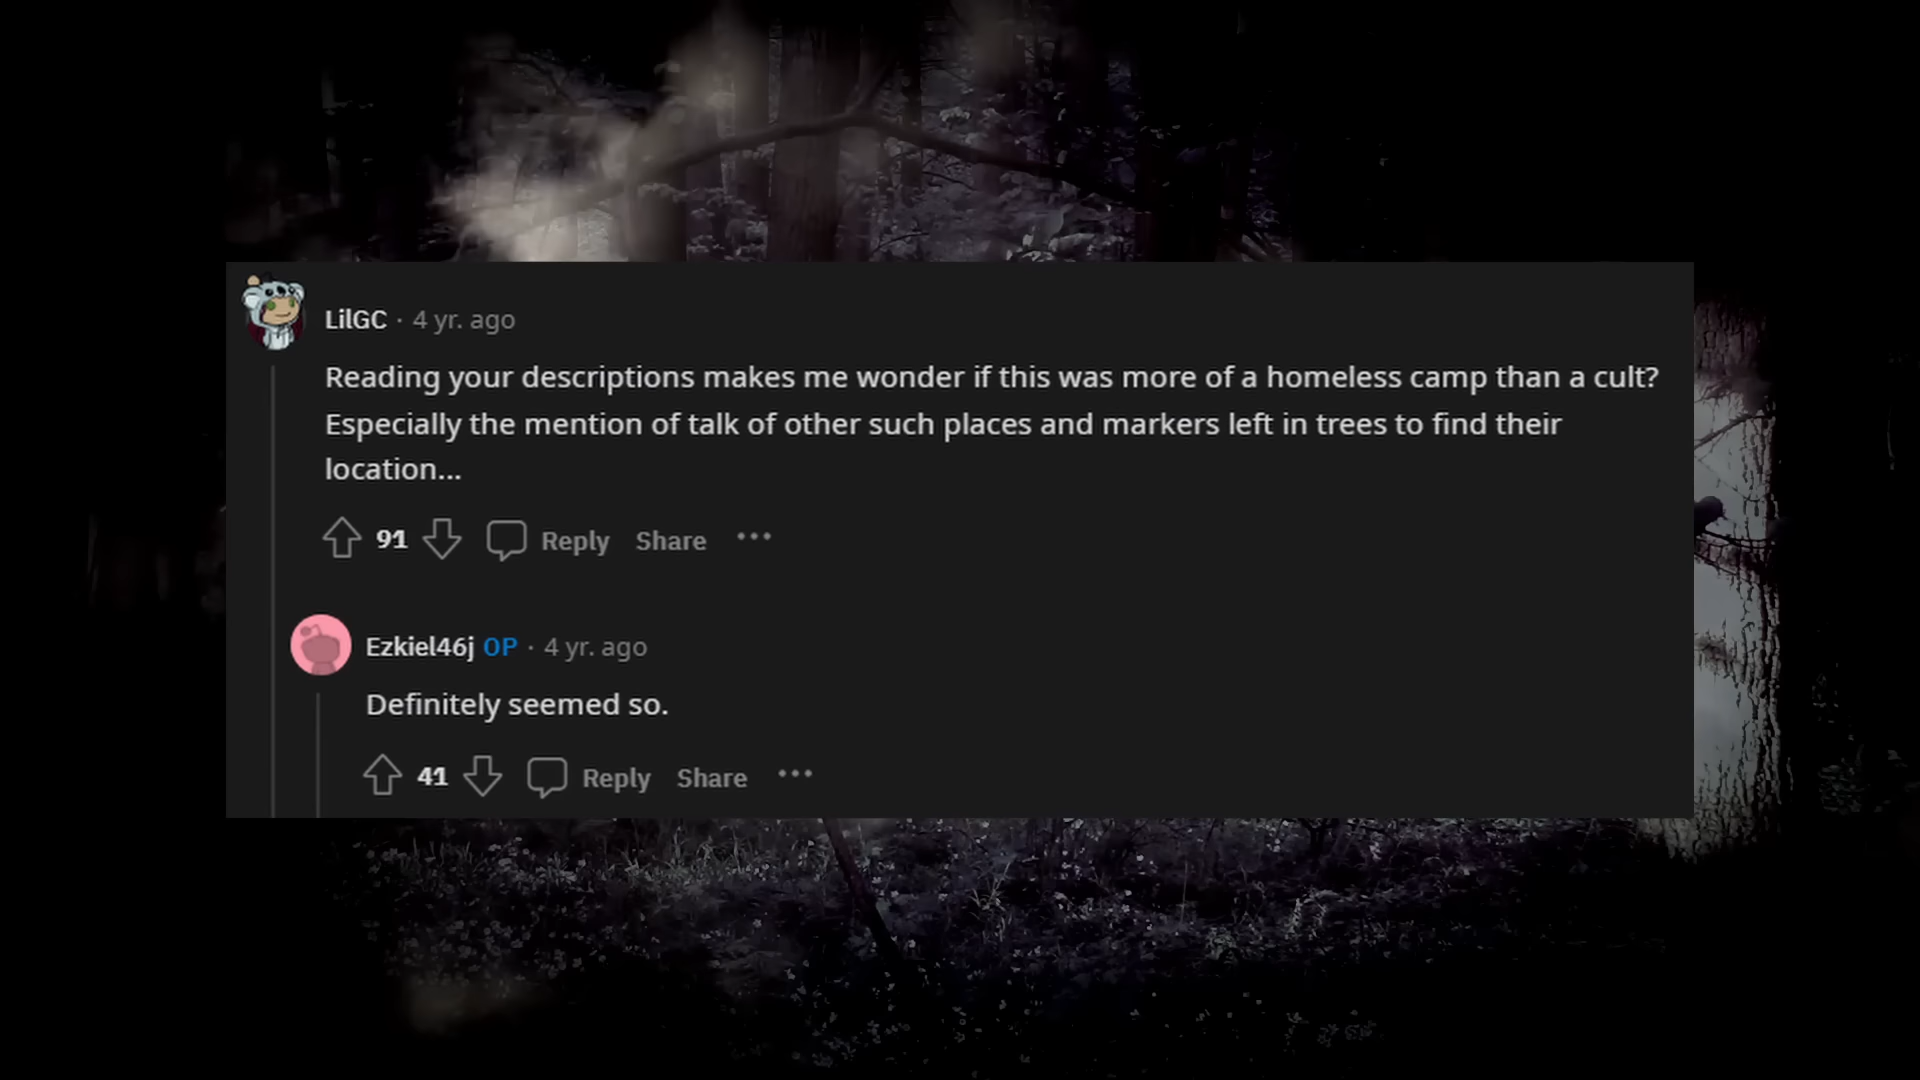 LilGC · 4 yr. ago
Reading your descriptions makes me wonder if this was more of a homeless camp than a cult?
Especially the mention of talk of other such places and markers left in trees to find their
location...
91 Reply Share ···
Ezkiel46j OP · 4 yr. ago
Definitely seemed so.
41 Reply Share ···